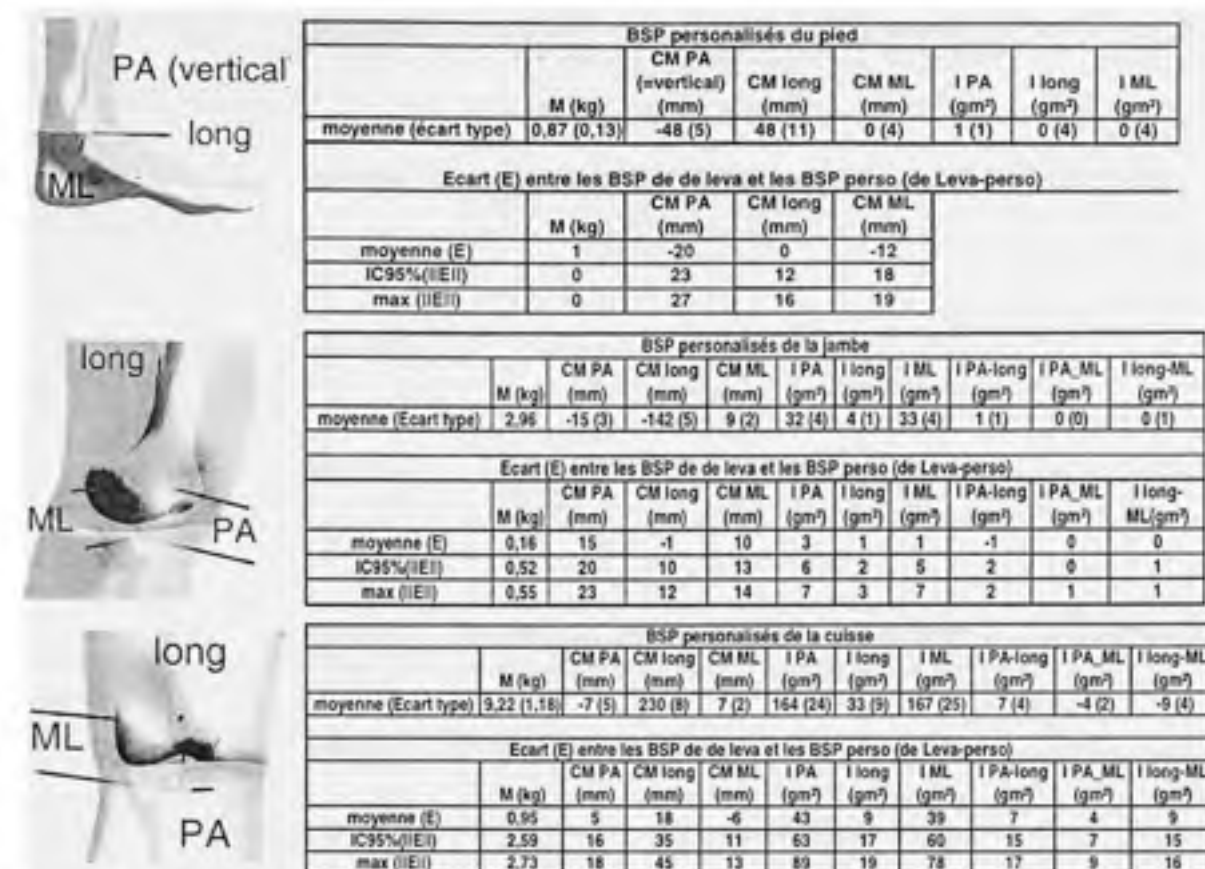 PA (vertical
long
ML
BSP personalisés du pied
M (kg) CM PA (=vertical) (mm) CM long (mm) CM ML (mm) I PA (gm²) I long (gm²) I ML (gm²)
moyenne (écart type) 0,87 (0,13) -48 (5) 48 (11) 0 (4) 1 (1) 0 (4) 0 (4)
Ecart (E) entre les BSP de de leva et les BSP perso (de Leva-perso)
M (kg) CM PA (mm) CM long (mm) CM ML (mm)
moyenne (E) 1 -20 0 -12
IC95%(IIEII) 0 23 12 18
max (IIEII) 0 27 16 19
long
ML
PA
BSP personalisés de la jambe
M (kg) CM PA (mm) CM long (mm) CM ML (mm) I PA (gm²) I long (gm²) I ML (gm²) I PA-long (gm²) I PA_ML (gm²) I long-ML (gm²)
moyenne (Ecart type) 2,96 -15 (3) -142 (5) 9 (2) 32 (4) 4 (1) 33 (4) 1 (1) 0 (0) 0 (1)
Ecart (E) entre les BSP de de leva et les BSP perso (de Leva-perso)
M (kg) CM PA (mm) CM long (mm) CM ML (mm) I PA (gm²) I long (gm²) I ML (gm²) I PA-long (gm²) I PA_ML (gm²) I long-ML(gm²)
moyenne (E) 0,16 15 -1 10 3 1 1 -1 0 0
IC95%(IIEII) 0,52 20 10 13 6 2 5 2 0 1
max (IIEII) 0,55 23 12 14 7 3 7 2 1 1
long
ML
PA
BSP personalisés de la cuisse
M (kg) CM PA (mm) CM long (mm) CM ML (mm) I PA (gm²) I long (gm²) I ML (gm²) I PA-long (gm²) I PA_ML (gm²) I long-ML (gm²)
moyenne (Ecart type) 9,22 (1,18) -7 (5) 230 (8) 7 (2) 164 (24) 33 (9) 167 (25) 7 (4) -4 (2) -9 (4)
Ecart (E) entre les BSP de de leva et les BSP perso (de Leva-perso)
M (kg) CM PA (mm) CM long (mm) CM ML (mm) I PA (gm²) I long (gm²) I ML (gm²) I PA-long (gm²) I PA_ML (gm²) I long-ML (gm²)
moyenne (E) 0,95 5 18 -6 43 9 39 7 4 9
IC95%(IIEII) 2,59 16 35 11 63 17 60 15 7 15
max (IIEII) 2,73 18 45 13 89 19 78 17 9 16